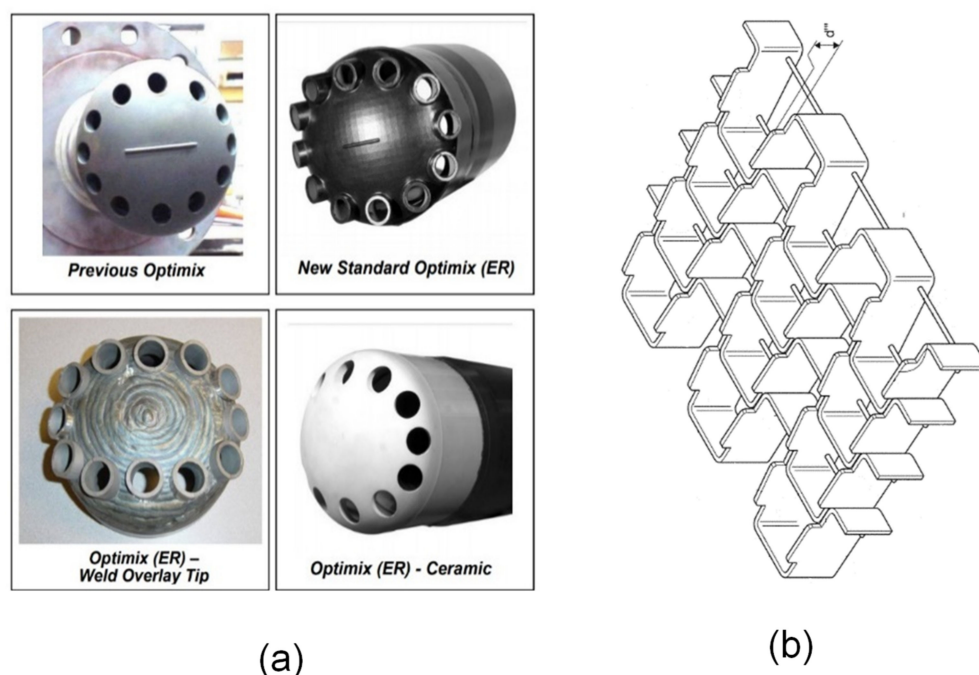 Previous Optimix
New Standard Optimix (ER)
Optimix (ER) –
Weld Overlay Tip
Optimix (ER) - Ceramic
d'''
(a)
(b)